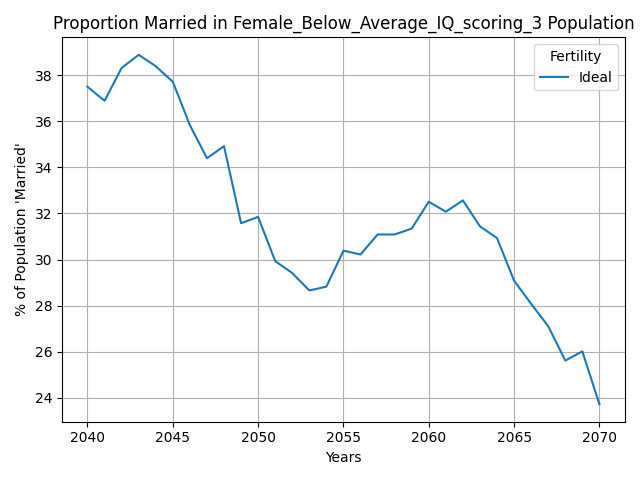 Proportion Married in Female_Below_Average_IQ_scoring_3 Population
% of Population 'Married'
38
36
34
32
30
28
26
24
Fertility
Ideal
2040 2045 2050 2055 2060 2065 2070
Years